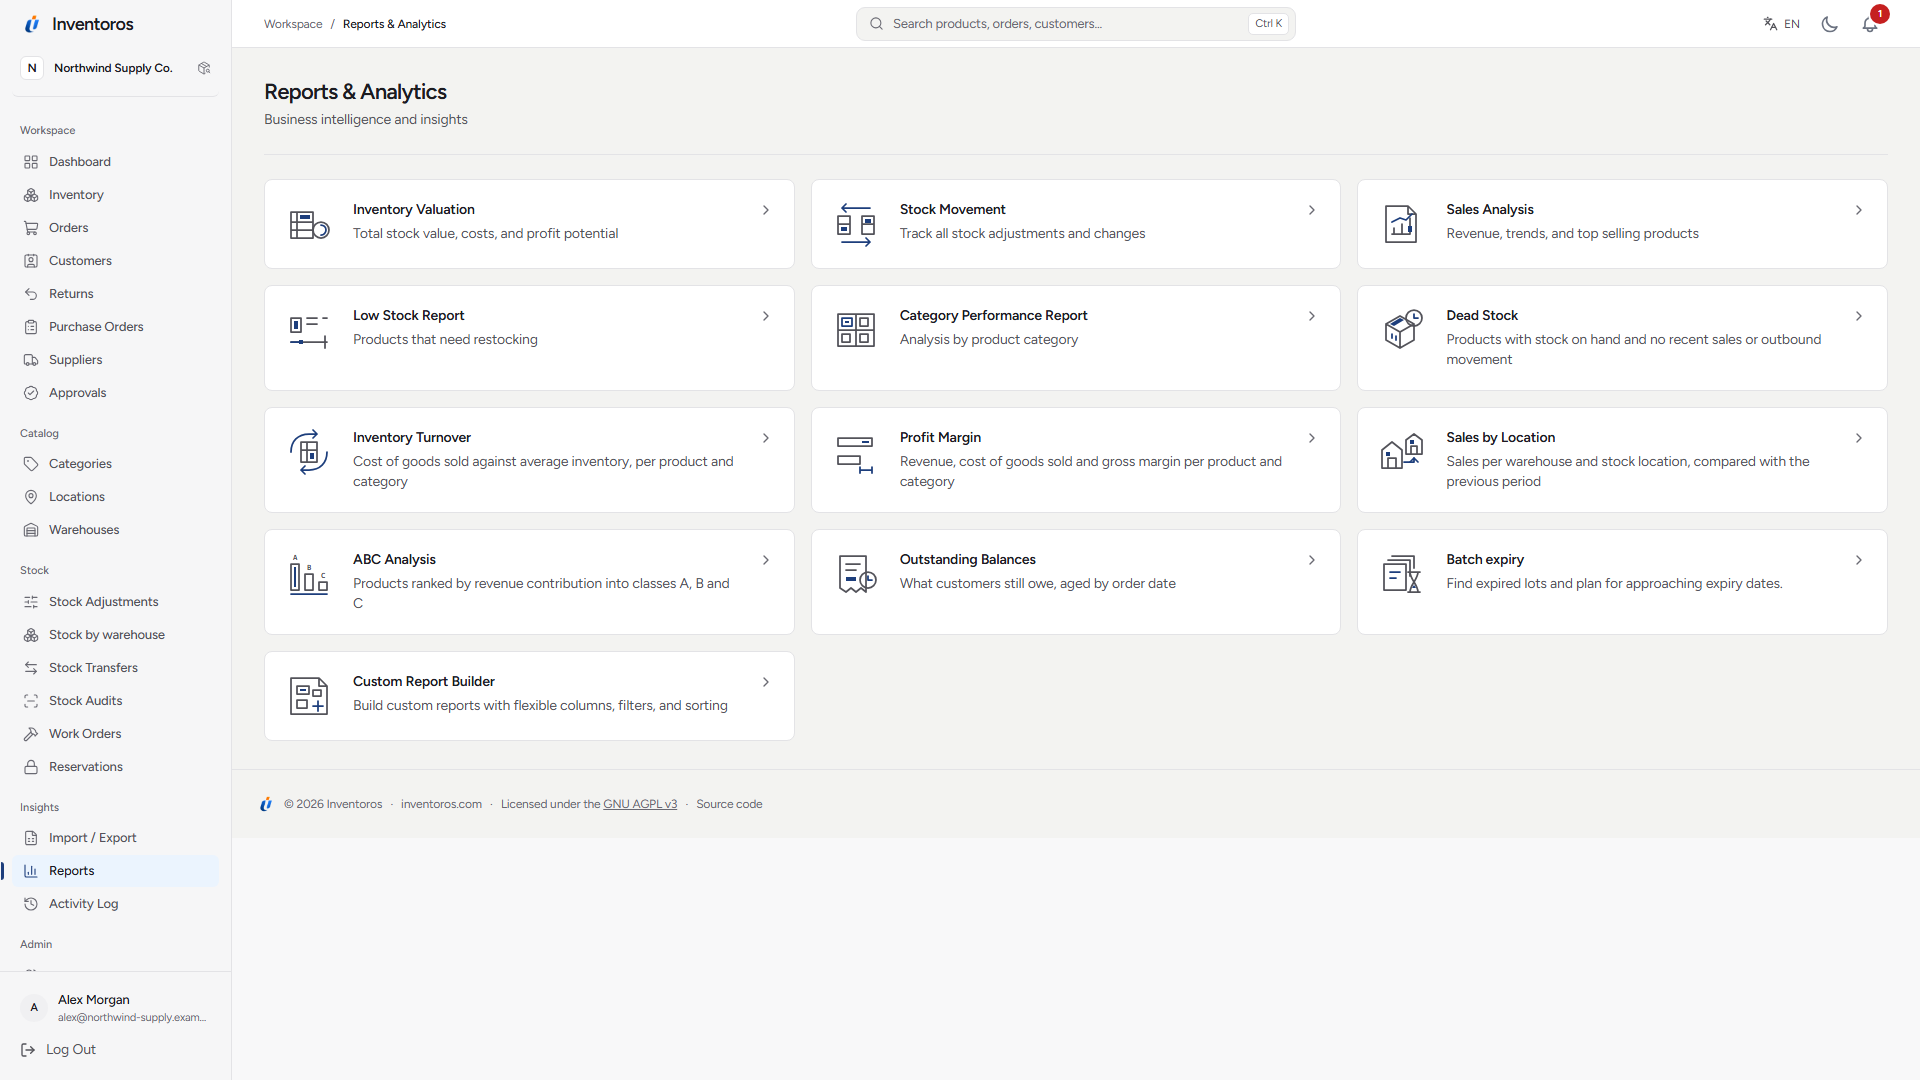 Inventoros
N
Northwind Supply Co.
Workspace
Dashboard
Inventory
Orders
Customers
Returns
Purchase Orders
Suppliers
Approvals
Catalog
Categories
Locations
Warehouses
Stock
Stock Adjustments
Stock by warehouse
Stock Transfers
Stock Audits
Work Orders
Reservations
Insights
Import / Export
Reports
Activity Log
Admin
A
Alex Morgan
alex@northwind-supply.exam...
Log Out
Workspace / Reports & Analytics
Search products, orders, customers...
Ctrl K
EN
1
Reports & Analytics
Business intelligence and insights
Inventory Valuation
Total stock value, costs, and profit potential
Stock Movement
Track all stock adjustments and changes
Sales Analysis
Revenue, trends, and top selling products
Low Stock Report
Products that need restocking
Category Performance Report
Analysis by product category
Dead Stock
Products with stock on hand and no recent sales or outbound
movement
Inventory Turnover
Cost of goods sold against average inventory, per product and
category
Profit Margin
Revenue, cost of goods sold and gross margin per product and
category
Sales by Location
Sales per warehouse and stock location, compared with the
previous period
A
B
C
ABC Analysis
Products ranked by revenue contribution into classes A, B and
C
Outstanding Balances
What customers still owe, aged by order date
Batch expiry
Find expired lots and plan for approaching expiry dates.
Custom Report Builder
Build custom reports with flexible columns, filters, and sorting
© 2026 Inventoros · inventoros.com · Licensed under the GNU AGPL v3 · Source code